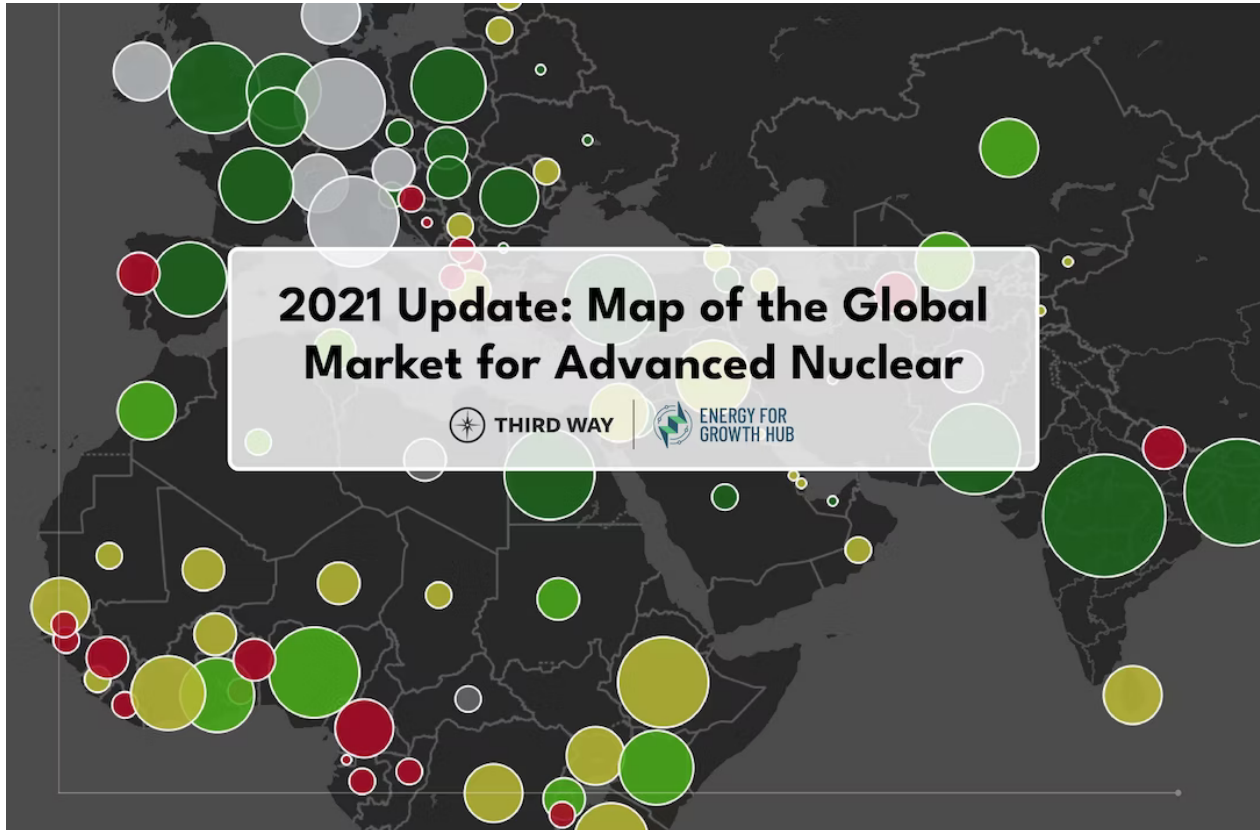 2021 Update: Map of the Global
Market for Advanced Nuclear
THIRD WAY
ENERGY FOR
GROWTH HUB